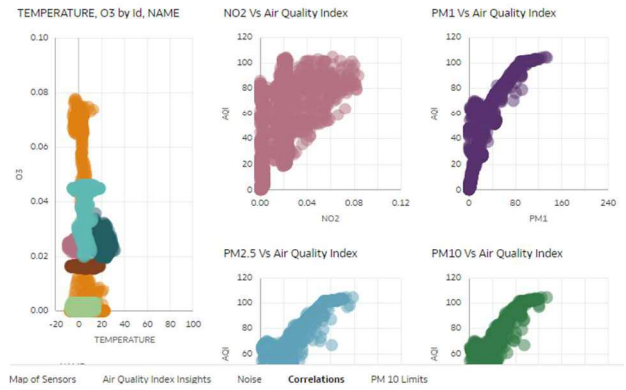 TEMPERATURE, O3 by Id, NAME
0.10
0.08
0.06
0.04
0.02
0.00
O3
-20 0 20 40 60 80 100
TEMPERATURE
NO2 Vs Air Quality Index
120
100
80
60
40
20
0
AQI
0.00 0.04 0.08 0.12
NO2
PM1 Vs Air Quality Index
120
100
80
60
40
20
0
AQI
0 80 160 240
PM1
PM2.5 Vs Air Quality Index
120
100
80
60
AQI
PM10 Vs Air Quality Index
120
100
80
60
AQI
Map of Sensors Air Quality Index Insights Noise Correlations PM 10 Limits